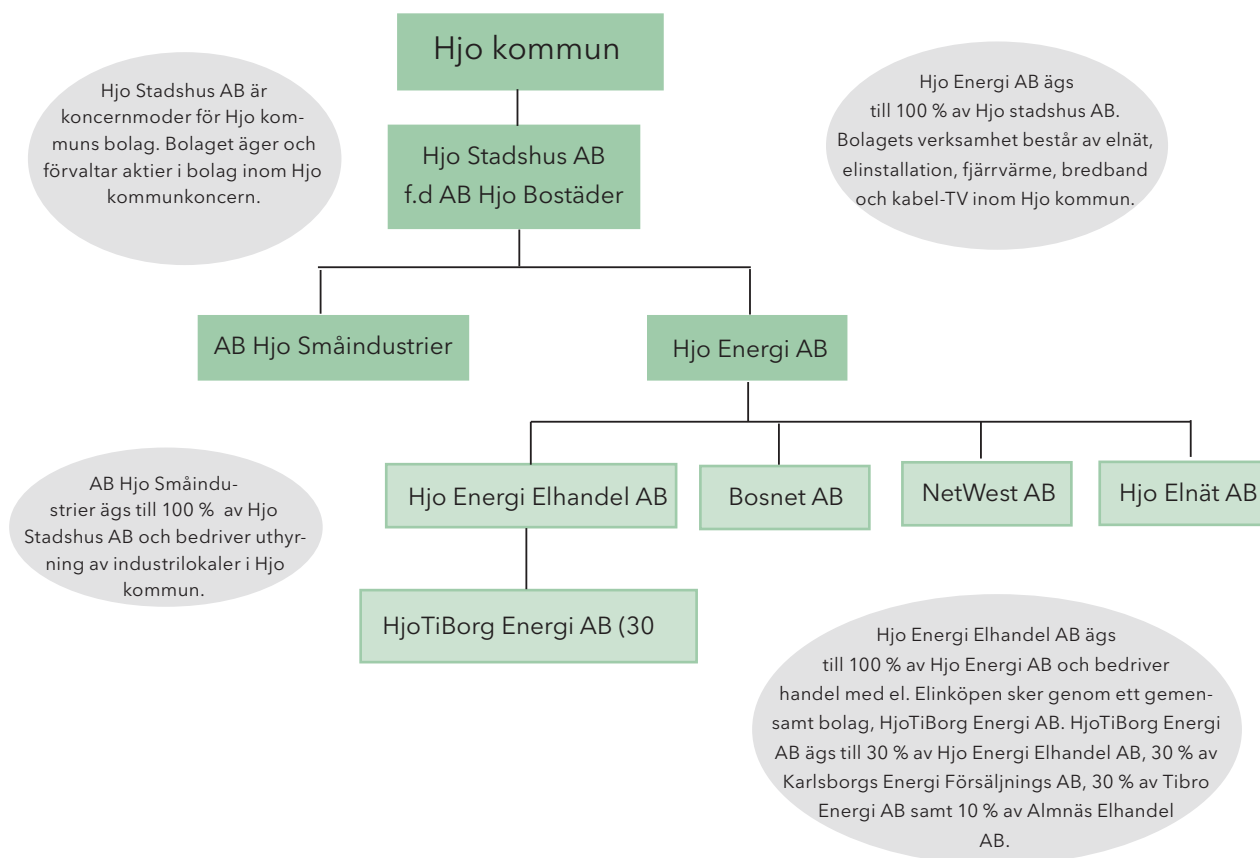 Hjo kommun
Hjo Stadshus AB är
koncernmoder för Hjo kom-
muns bolag. Bolaget äger och
förvaltar aktier i bolag inom Hjo
kommunkoncern.
Hjo Energi AB ägs
till 100 % av Hjo stadshus AB.
Bolagets verksamhet består av elnät,
elinstallation, fjärrvärme, bredband
och kabel-TV inom Hjo kommun.
Hjo Stadshus AB
f.d AB Hjo Bostäder
AB Hjo Småindustrier
Hjo Energi AB
AB Hjo Småindu-
strier ägs till 100 % av Hjo
Stadshus AB och bedriver uthyr-
ning av industrilokaler i Hjo
kommun.
Hjo Energi Elhandel AB
Bosnet AB
NetWest AB
Hjo Elnät AB
HjoTiBorg Energi AB (30
Hjo Energi Elhandel AB ägs
till 100 % av Hjo Energi AB och bedriver
handel med el. Elinköpen sker genom ett gemen-
samt bolag, HjoTiBorg Energi AB. HjoTiBorg Energi
AB ägs till 30 % av Hjo Energi Elhandel AB, 30 % av
Karlsborgs Energi Försäljnings AB, 30 % av Tibro
Energi AB samt 10 % av Almnäs Elhandel
AB.